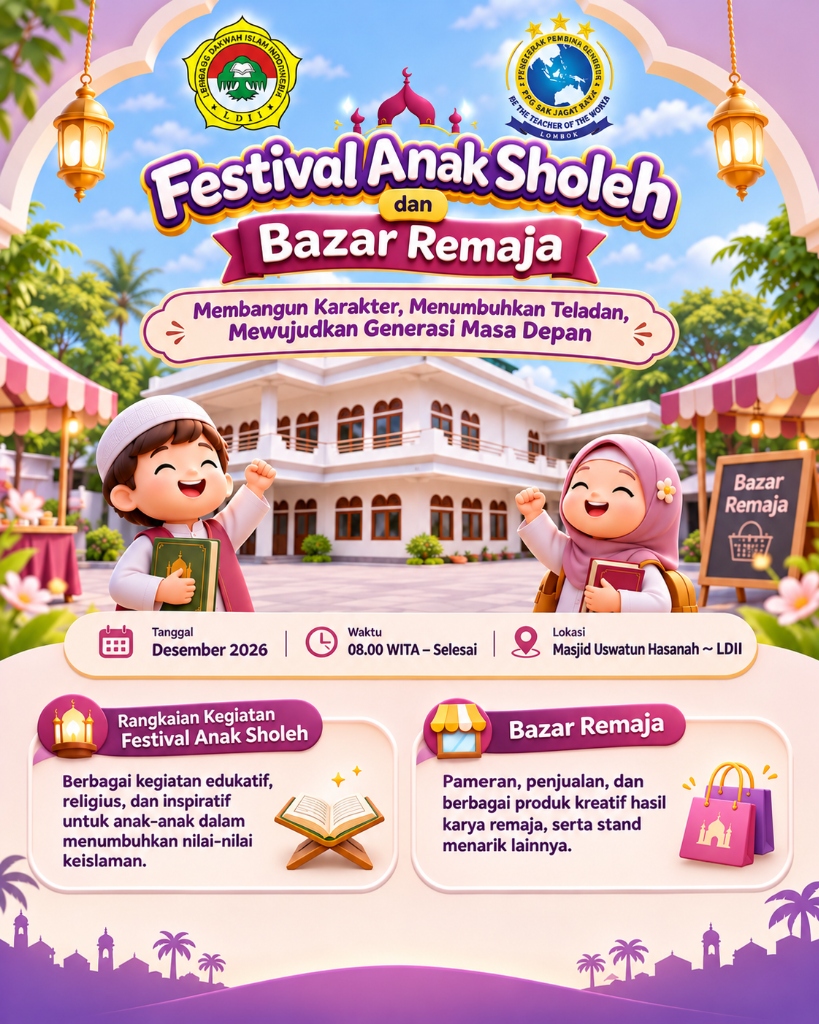 LEMBAGA DAKWAH ISLAM INDONESIA
LDII
PENGGERAK PEMBINA GENERUS
PPG SAK JAGAT RAYA
BE THE TEACHER OF THE WORLD
LOMBOK
Festival Anak Sholeh
dan
Bazar Remaja
Membangun Karakter, Menumbuhkan Teladan,
Mewujudkan Generasi Masa Depan
Bazar
Remaja
Tanggal
Desember 2026
Waktu
08.00 WITA – Selesai
Lokasi
Masjid Uswatun Hasanah ~ LDII
Rangkaian Kegiatan
Festival Anak Sholeh
Berbagai kegiatan edukatif,
religius, dan inspiratif
untuk anak-anak dalam
menumbuhkan nilai-nilai
keislaman.
Bazar Remaja
Pameran, penjualan, dan
berbagai produk kreatif hasil
karya remaja, serta stand
menarik lainnya.